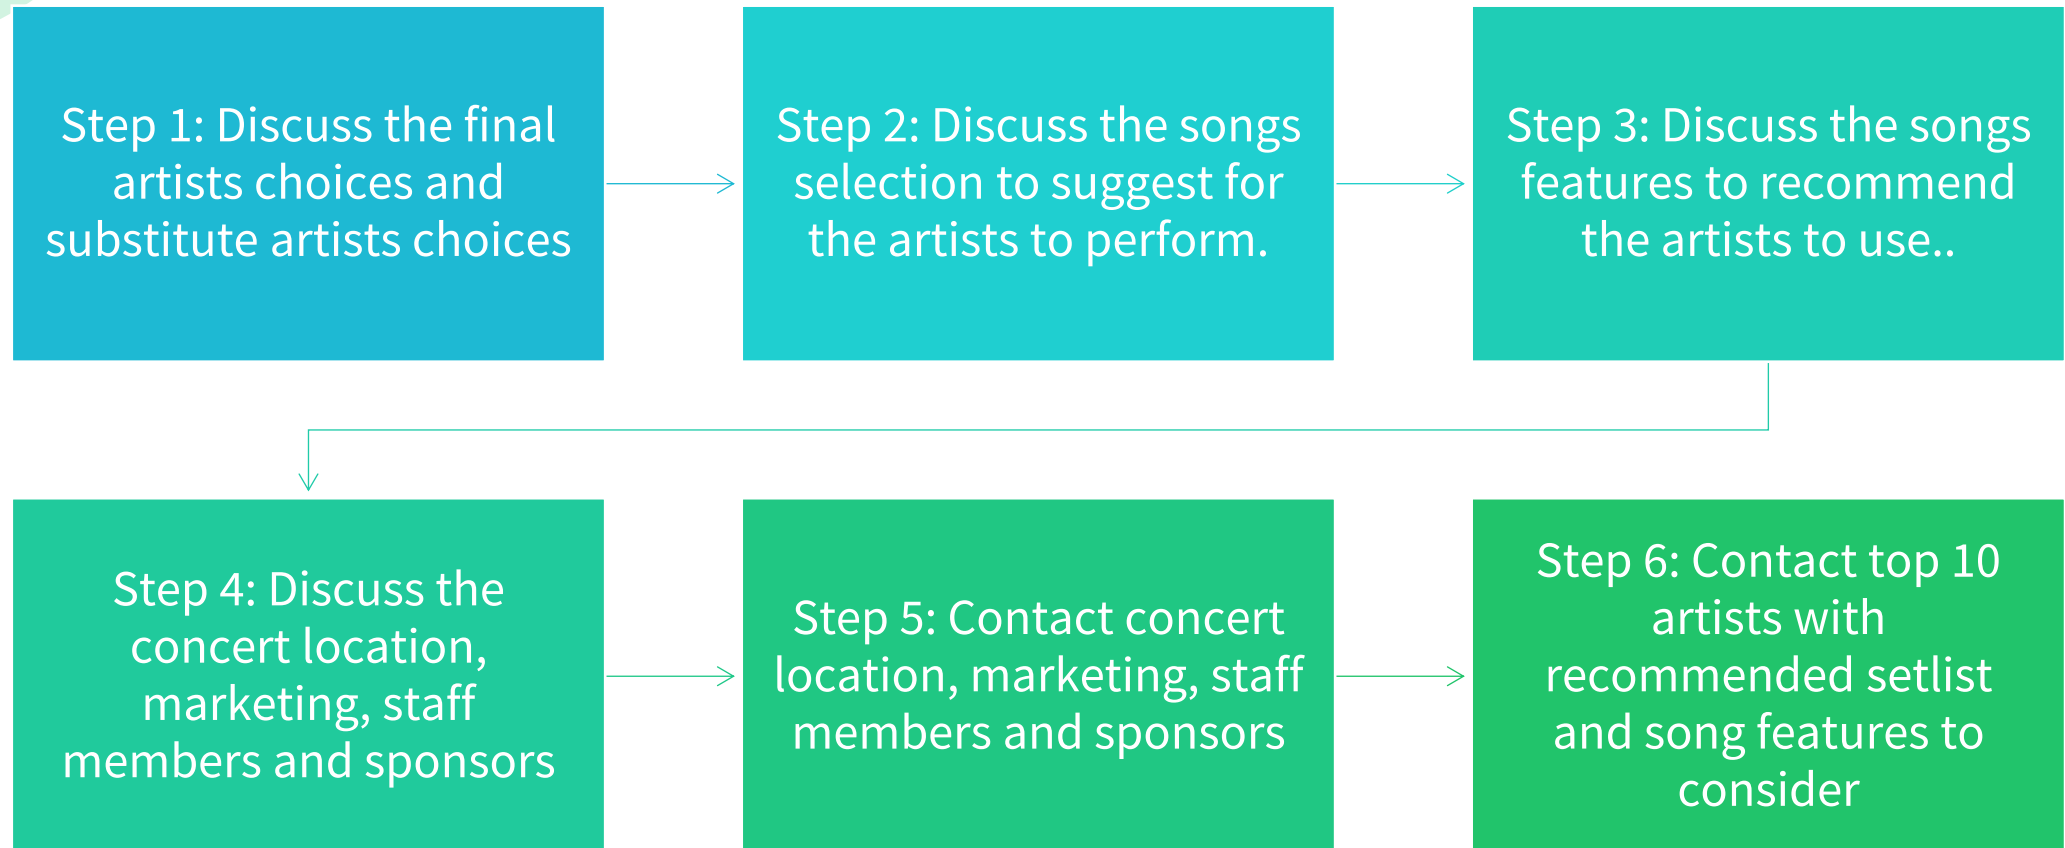 Step 1: Discuss the final
artists choices and
substitute artists choices
Step 2: Discuss the songs
selection to suggest for
the artists to perform.
Step 3: Discuss the songs
features to recommend
the artists to use..
Step 4: Discuss the
concert location,
marketing, staff
members and sponsors
Step 5: Contact concert
location, marketing, staff
members and sponsors
Step 6: Contact top 10
artists with
recommended setlist
and song features to
consider